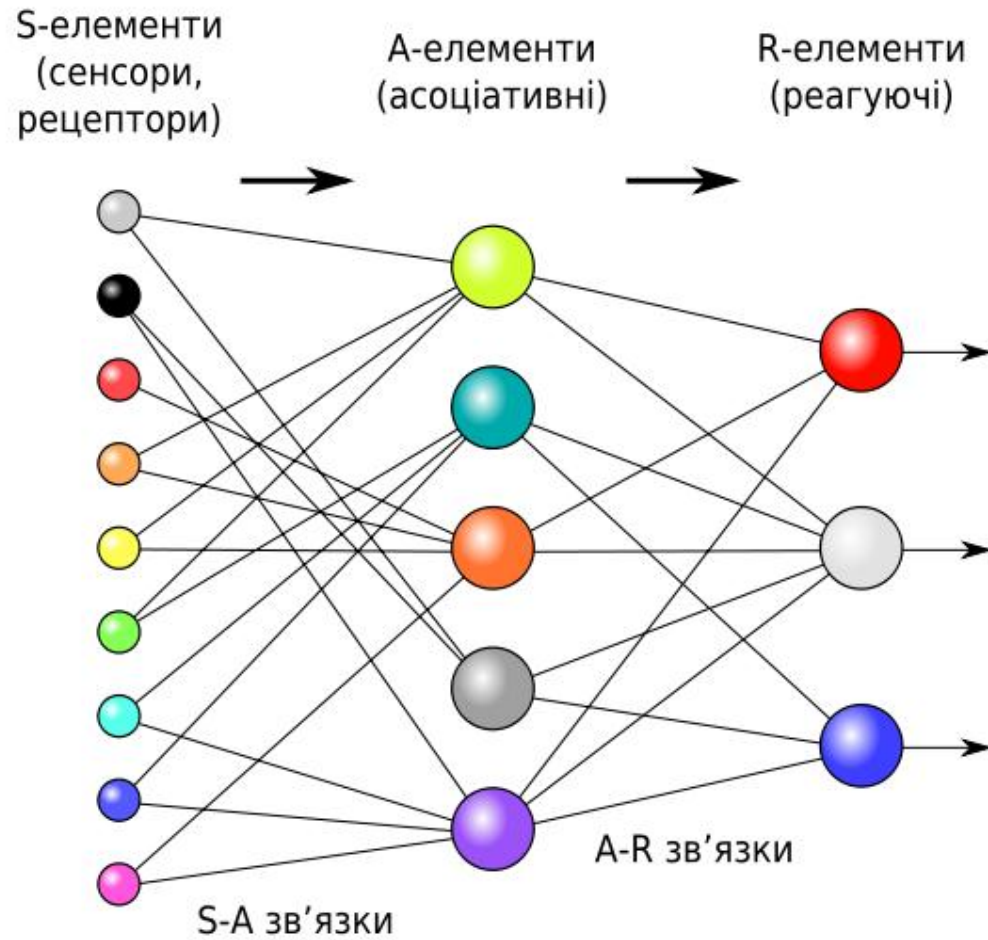 S-елементи
(сенсори,
рецептори)
А-елементи
(асоціативні)
R-елементи
(реагуючі)
А-R зв’язки
S-А зв’язки